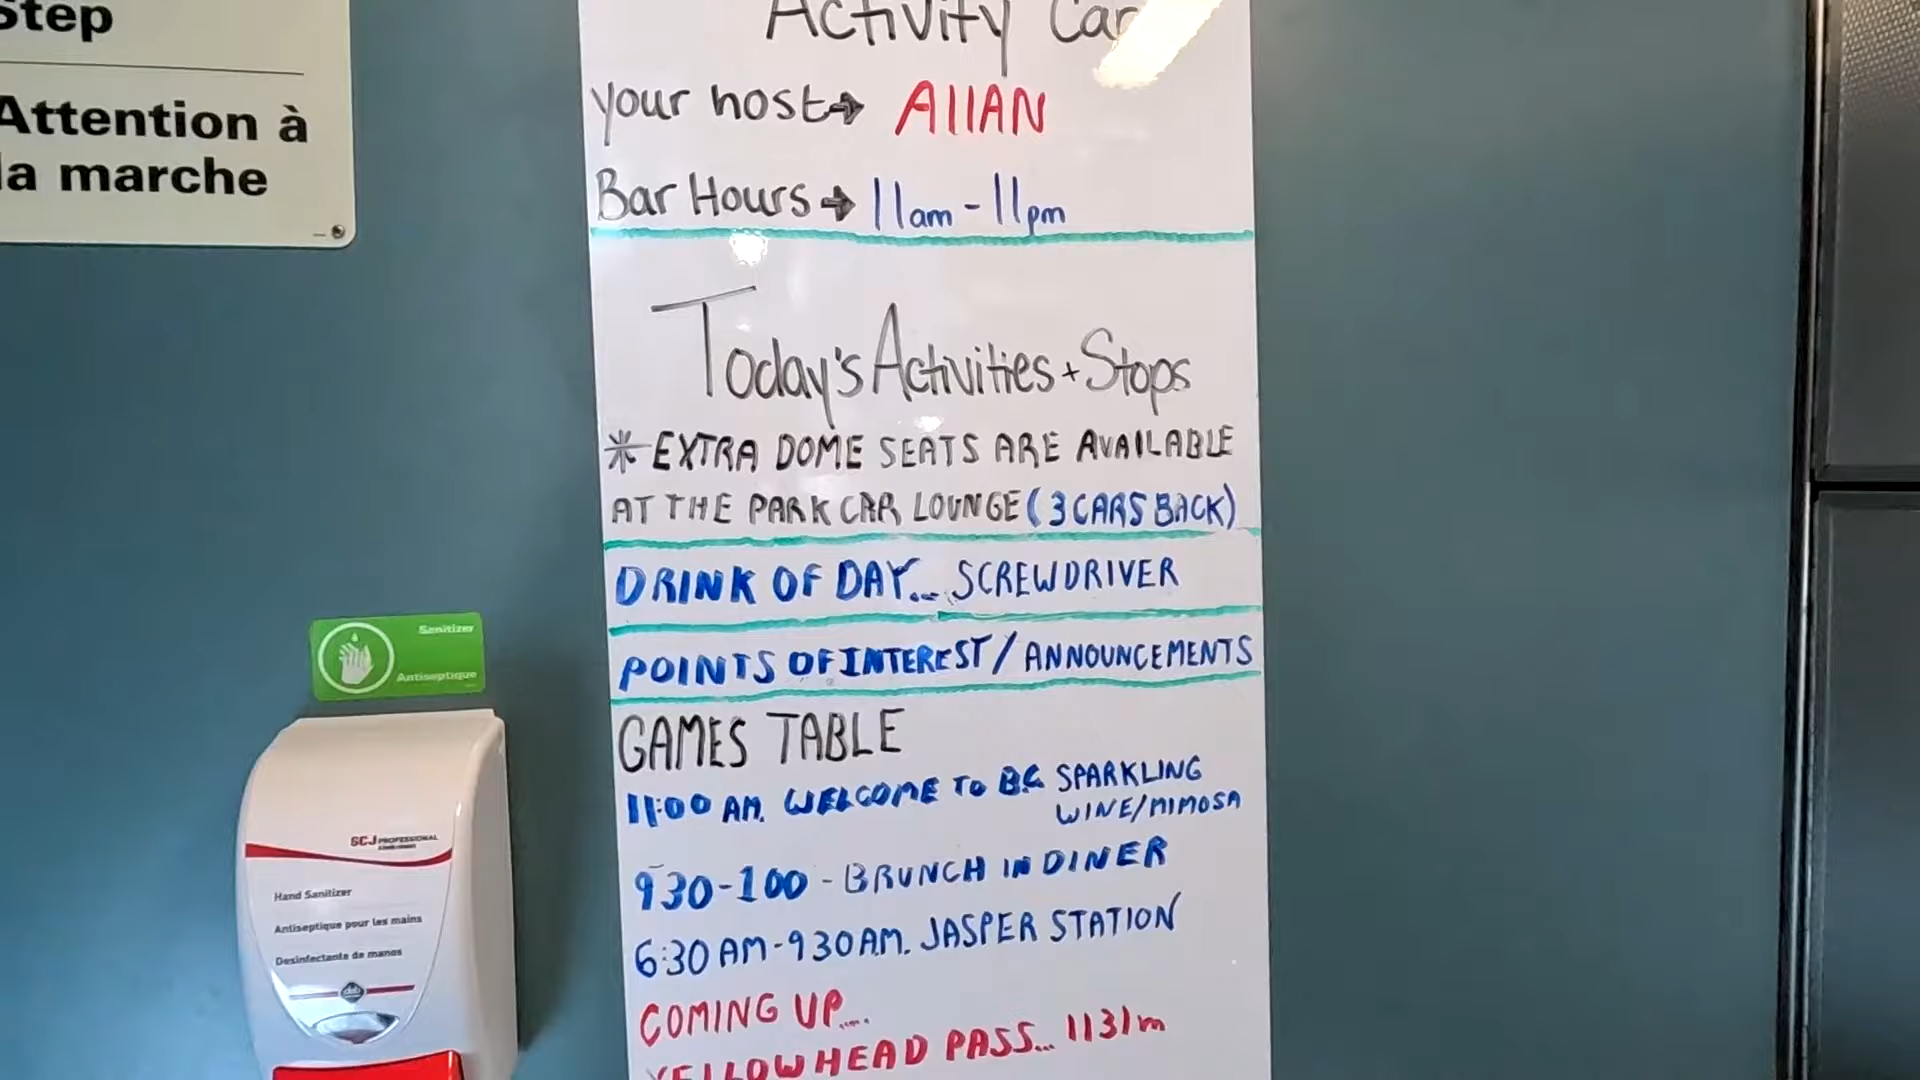 Step
Attention à
la marche
Activity Car
your host→ AllAN
Bar Hours→ 11am - 11pm
Today's Activities + Stops
* EXTRA DOME SEATS ARE AVAILABLE
AT THE PARK CAR LOUNGE (3 CARS BACK)
DRINK OF DAY... SCREWDRIVER
POINTS OF INTEREST / ANNOUNCEMENTS
GAMES TABLE
11:00 AM. WELCOME TO B.C. SPARKLING
WINE/MIMOSA
930-100 - BRUNCH IN DINER
6:30 AM-930 A.M. JASPER STATION
COMING UP....
YELLOWHEAD PASS... 1131m
Sanitizer
Antiseptique
SCJ PROFESSIONAL
Hand Sanitizer
Antiseptique pour les mains
Desinfectante de manos
deb